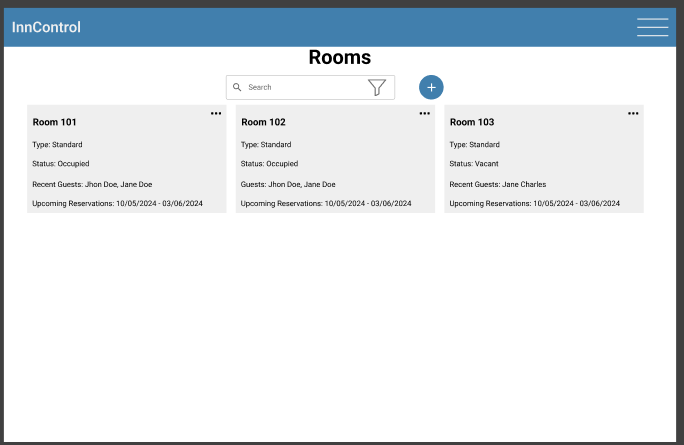 InnControl
Rooms
Search
Room 101
Type: Standard
Status: Occupied
Recent Guests: Jhon Doe, Jane Doe
Upcoming Reservations: 10/05/2024 - 03/06/2024
Room 102
Type: Standard
Status: Occupied
Guests: Jhon Doe, Jane Doe
Upcoming Reservations: 10/05/2024 - 03/06/2024
Room 103
Type: Standard
Status: Vacant
Recent Guests: Jane Charles
Upcoming Reservations: 10/05/2024 - 03/06/2024